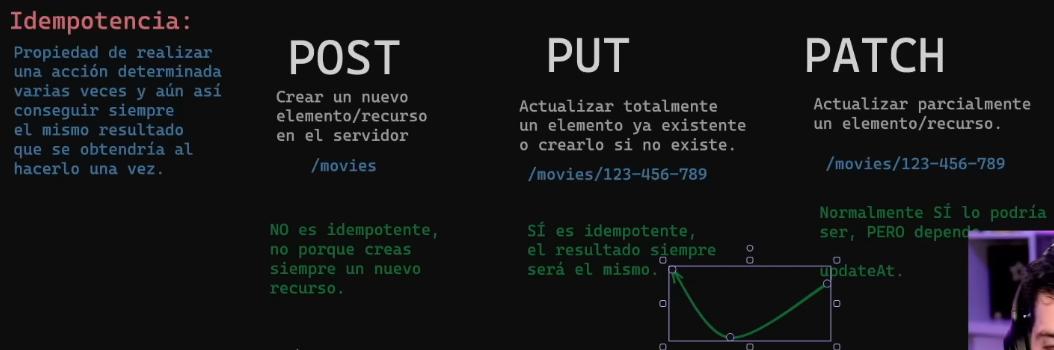 Idempotencia:
Propiedad de realizar
una acción determinada
varias veces y aún así
conseguir siempre
el mismo resultado
que se obtendría al
hacerlo una vez.
POST
Crear un nuevo
elemento/recurso
en el servidor
/movies
NO es idempotente,
no porque creas
siempre un nuevo
recurso.
PUT
Actualizar totalmente
un elemento ya existente
o crearlo si no existe.
/movies/123-456-789
SÍ es idempotente,
el resultado siempre
será el mismo.
PATCH
Actualizar parcialmente
un elemento/recurso.
/movies/123-456-789
Normalmente SÍ lo podría
ser, PERO depende
updateAt.